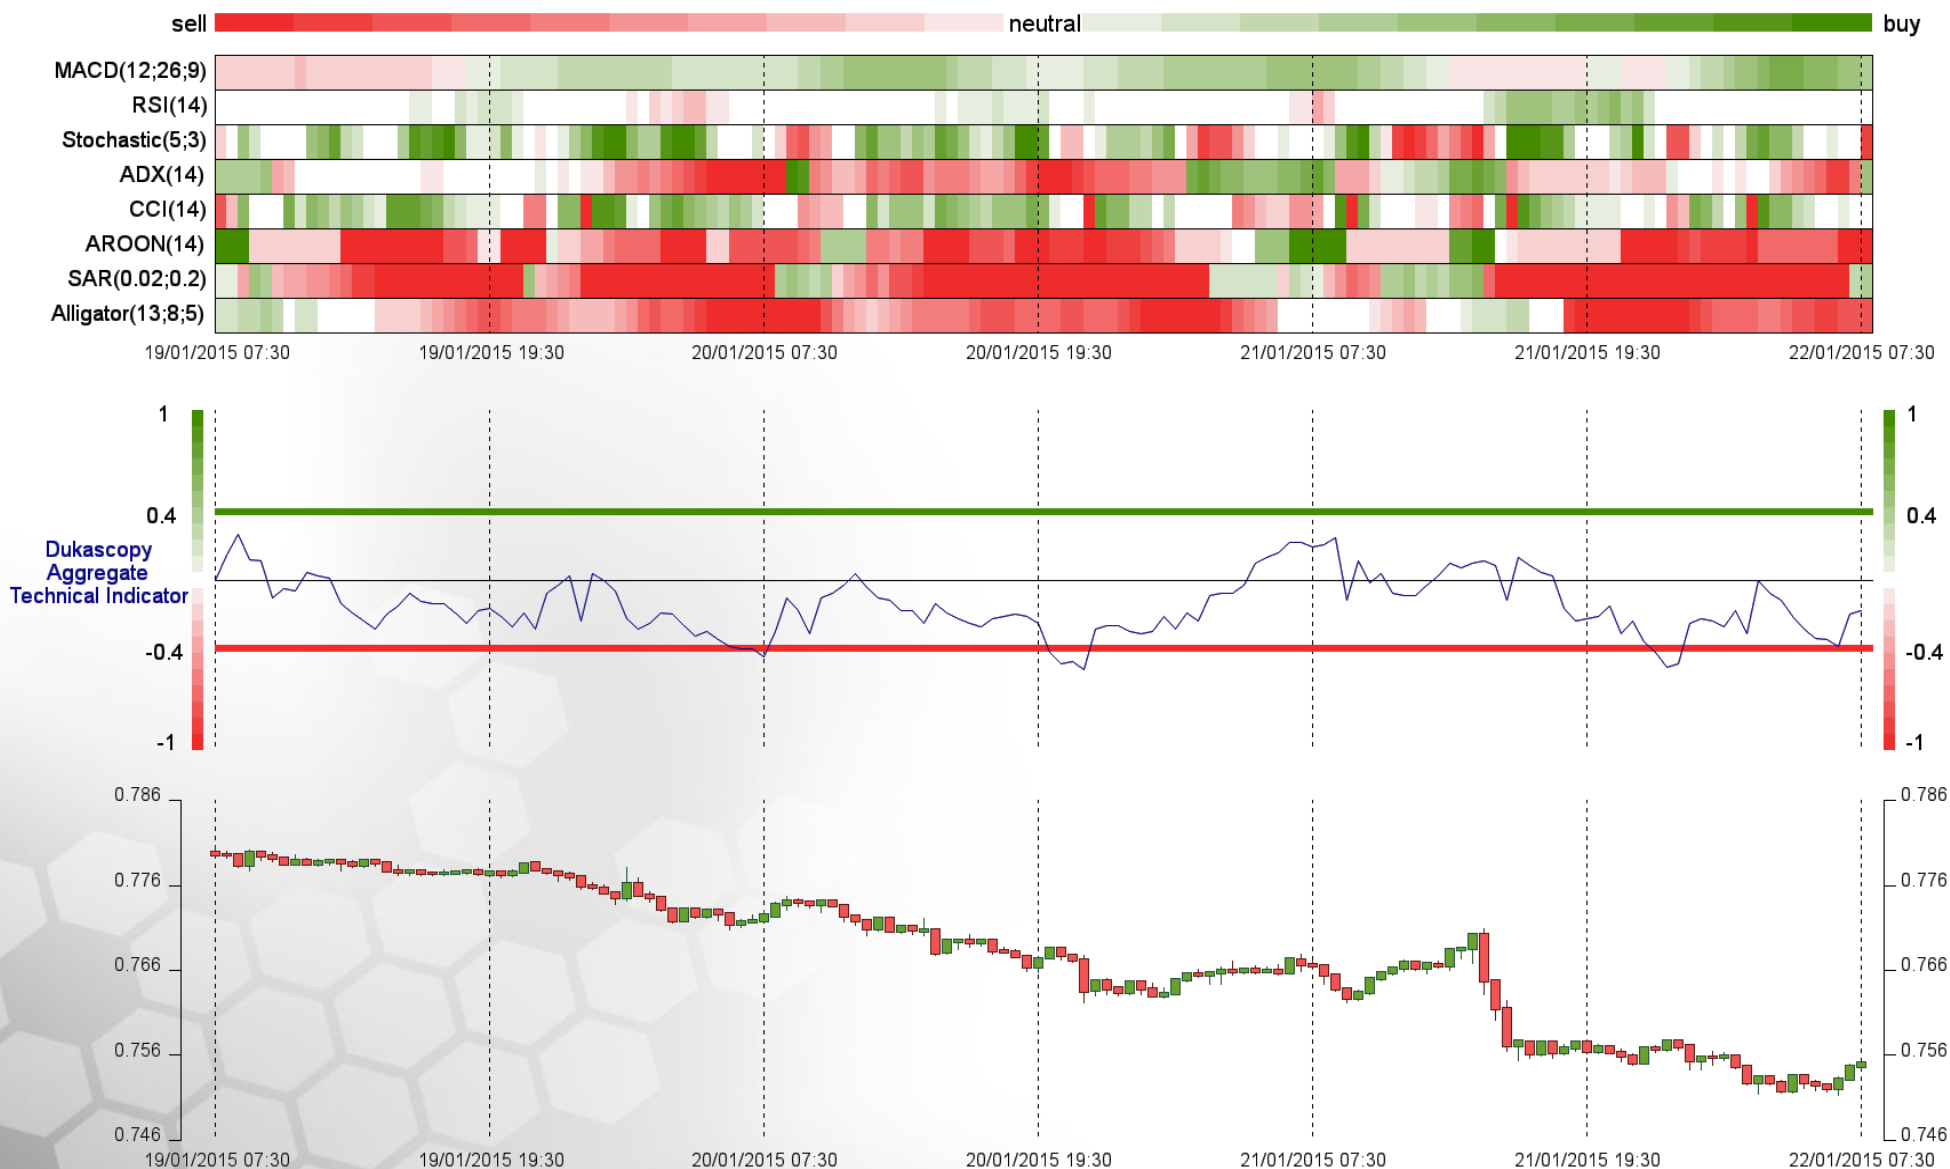 sell neutral buy
MACD(12;26;9)
RSI(14)
Stochastic(5;3)
ADX(14)
CCI(14)
AROON(14)
SAR(0.02;0.2)
Alligator(13;8;5)
19/01/2015 07:30 19/01/2015 19:30 20/01/2015 07:30 20/01/2015 19:30 21/01/2015 07:30 21/01/2015 19:30 22/01/2015 07:30
1 1
0.4 0.4
Dukascopy
Aggregate
Technical Indicator
-0.4 -0.4
-1 -1
0.786 0.786
0.776 0.776
0.766 0.766
0.756 0.756
0.746 0.746
19/01/2015 07:30 19/01/2015 19:30 20/01/2015 07:30 20/01/2015 19:30 21/01/2015 07:30 21/01/2015 19:30 22/01/2015 07:30